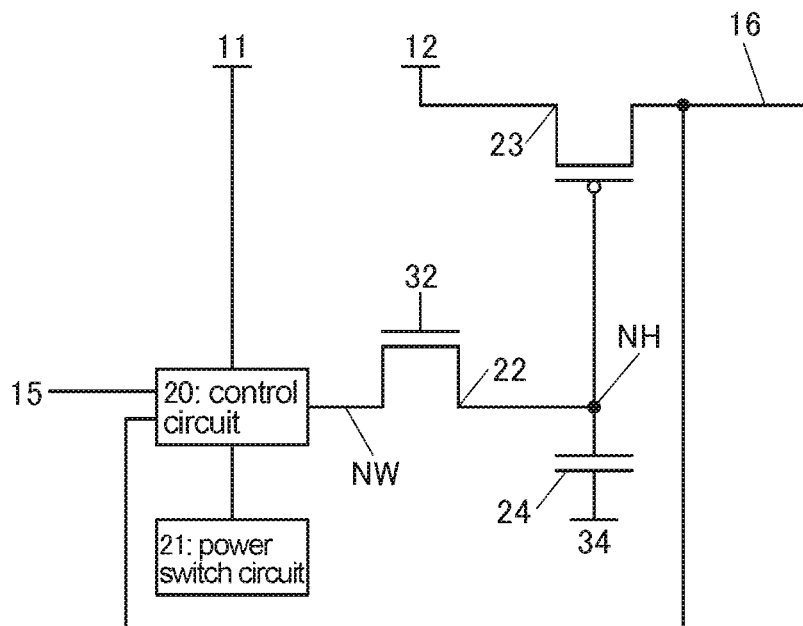 11
12
16
23
32
NH
15
20: control
circuit
22
NW
24
21: power
switch circuit
34